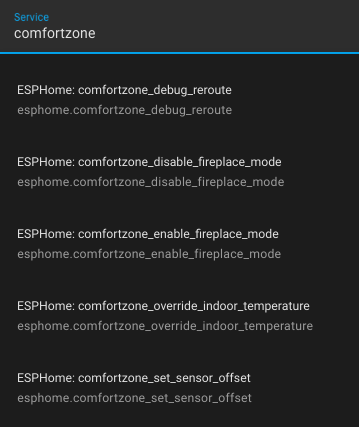 Service
comfortzone
ESPHome: comfortzone_debug_reroute
esphome.comfortzone_debug_reroute
ESPHome: comfortzone_disable_fireplace_mode
esphome.comfortzone_disable_fireplace_mode
ESPHome: comfortzone_enable_fireplace_mode
esphome.comfortzone_enable_fireplace_mode
ESPHome: comfortzone_override_indoor_temperature
esphome.comfortzone_override_indoor_temperature
ESPHome: comfortzone_set_sensor_offset
esphome.comfortzone_set_sensor_offset